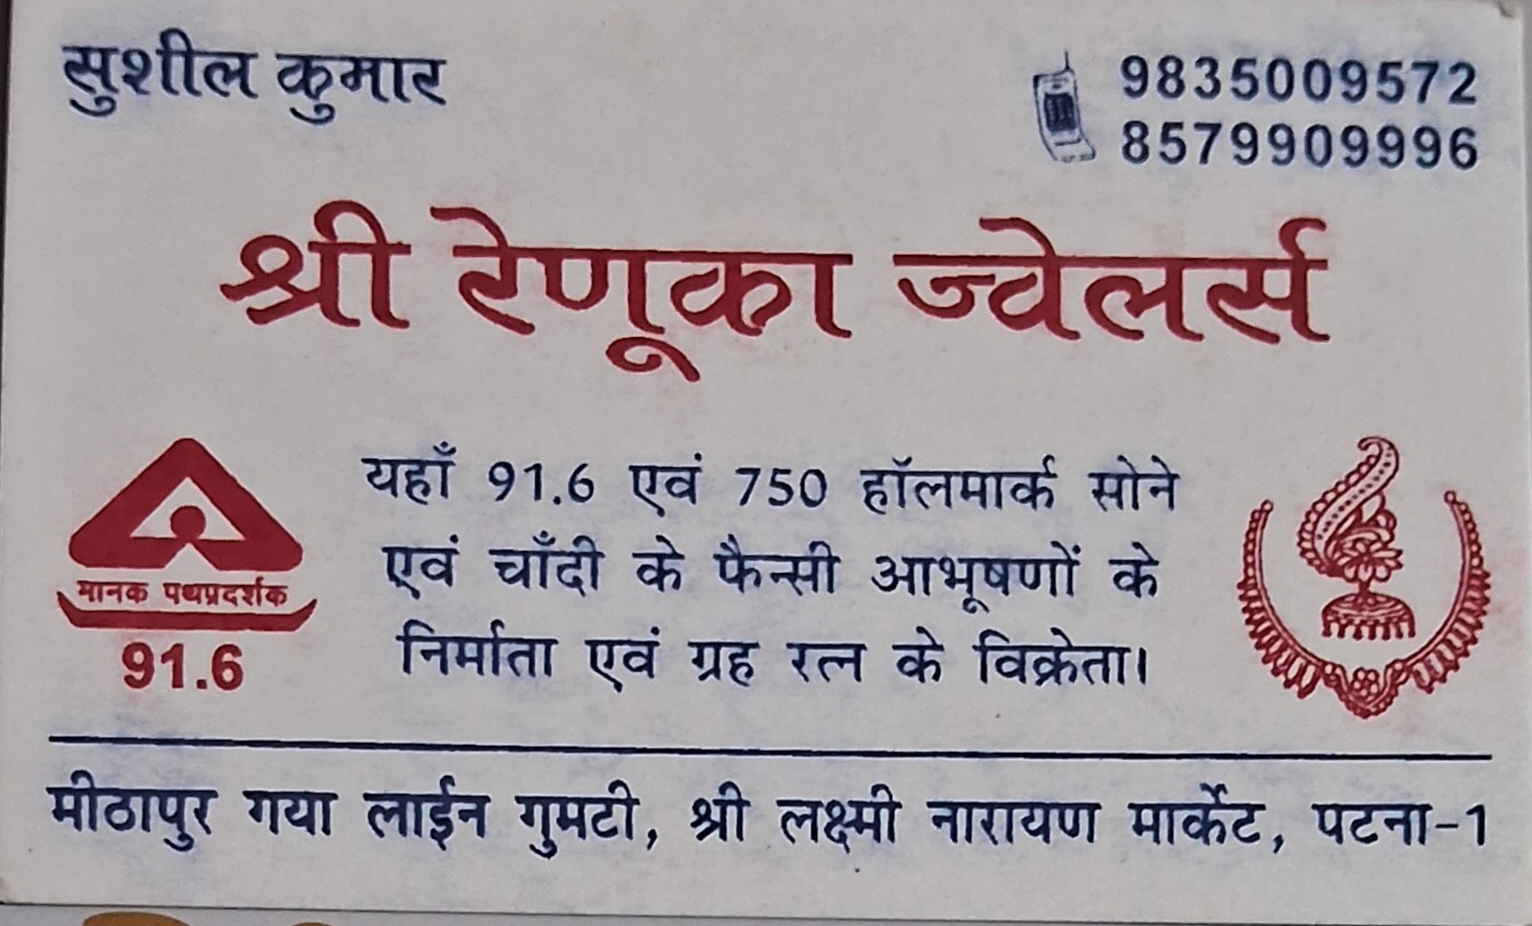 सुशील कुमार
9835009572
8579909996
श्री रेणूका ज्वेलर्स
मानक पथप्रदर्शक
91.6
यहाँ 91.6 एवं 750 हॉलमार्क सोने
एवं चाँदी के फैन्सी आभूषणों के
निर्माता एवं ग्रह रत्न के विक्रेता।
मीठापुर गया लाईन गुमटी, श्री लक्ष्मी नारायण मार्केट, पटना-1